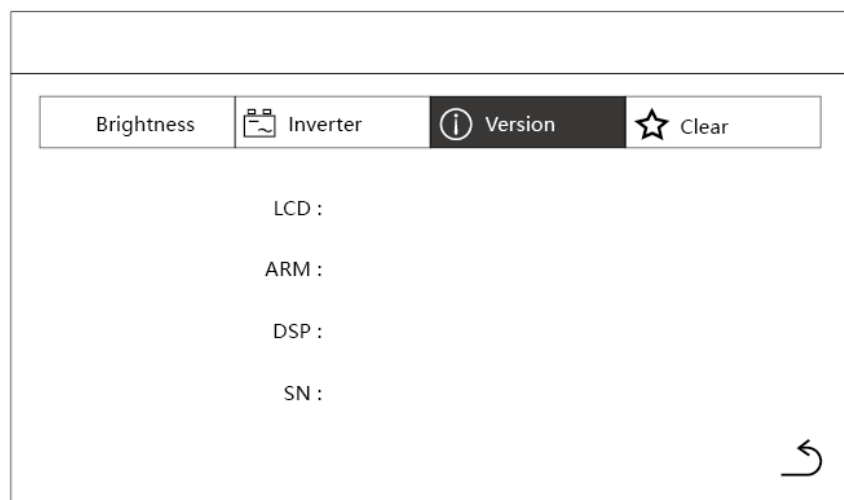 Brightness Inverter Version Clear
LCD :
ARM :
DSP :
SN :